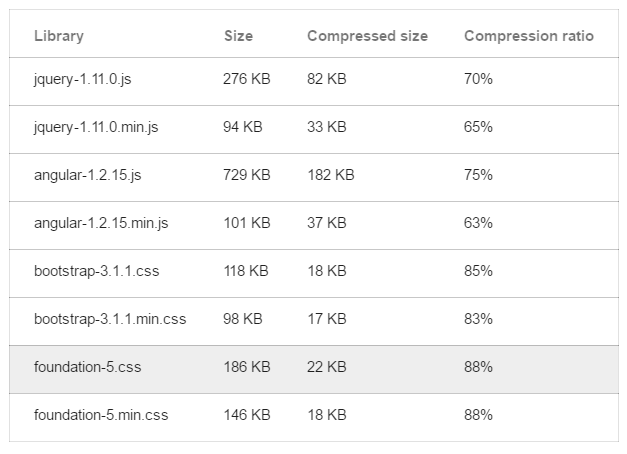 Library Size Compressed size Compression ratio
jquery-1.11.0.js 276 KB 82 KB 70%
jquery-1.11.0.min.js 94 KB 33 KB 65%
angular-1.2.15.js 729 KB 182 KB 75%
angular-1.2.15.min.js 101 KB 37 KB 63%
bootstrap-3.1.1.css 118 KB 18 KB 85%
bootstrap-3.1.1.min.css 98 KB 17 KB 83%
foundation-5.css 186 KB 22 KB 88%
foundation-5.min.css 146 KB 18 KB 88%